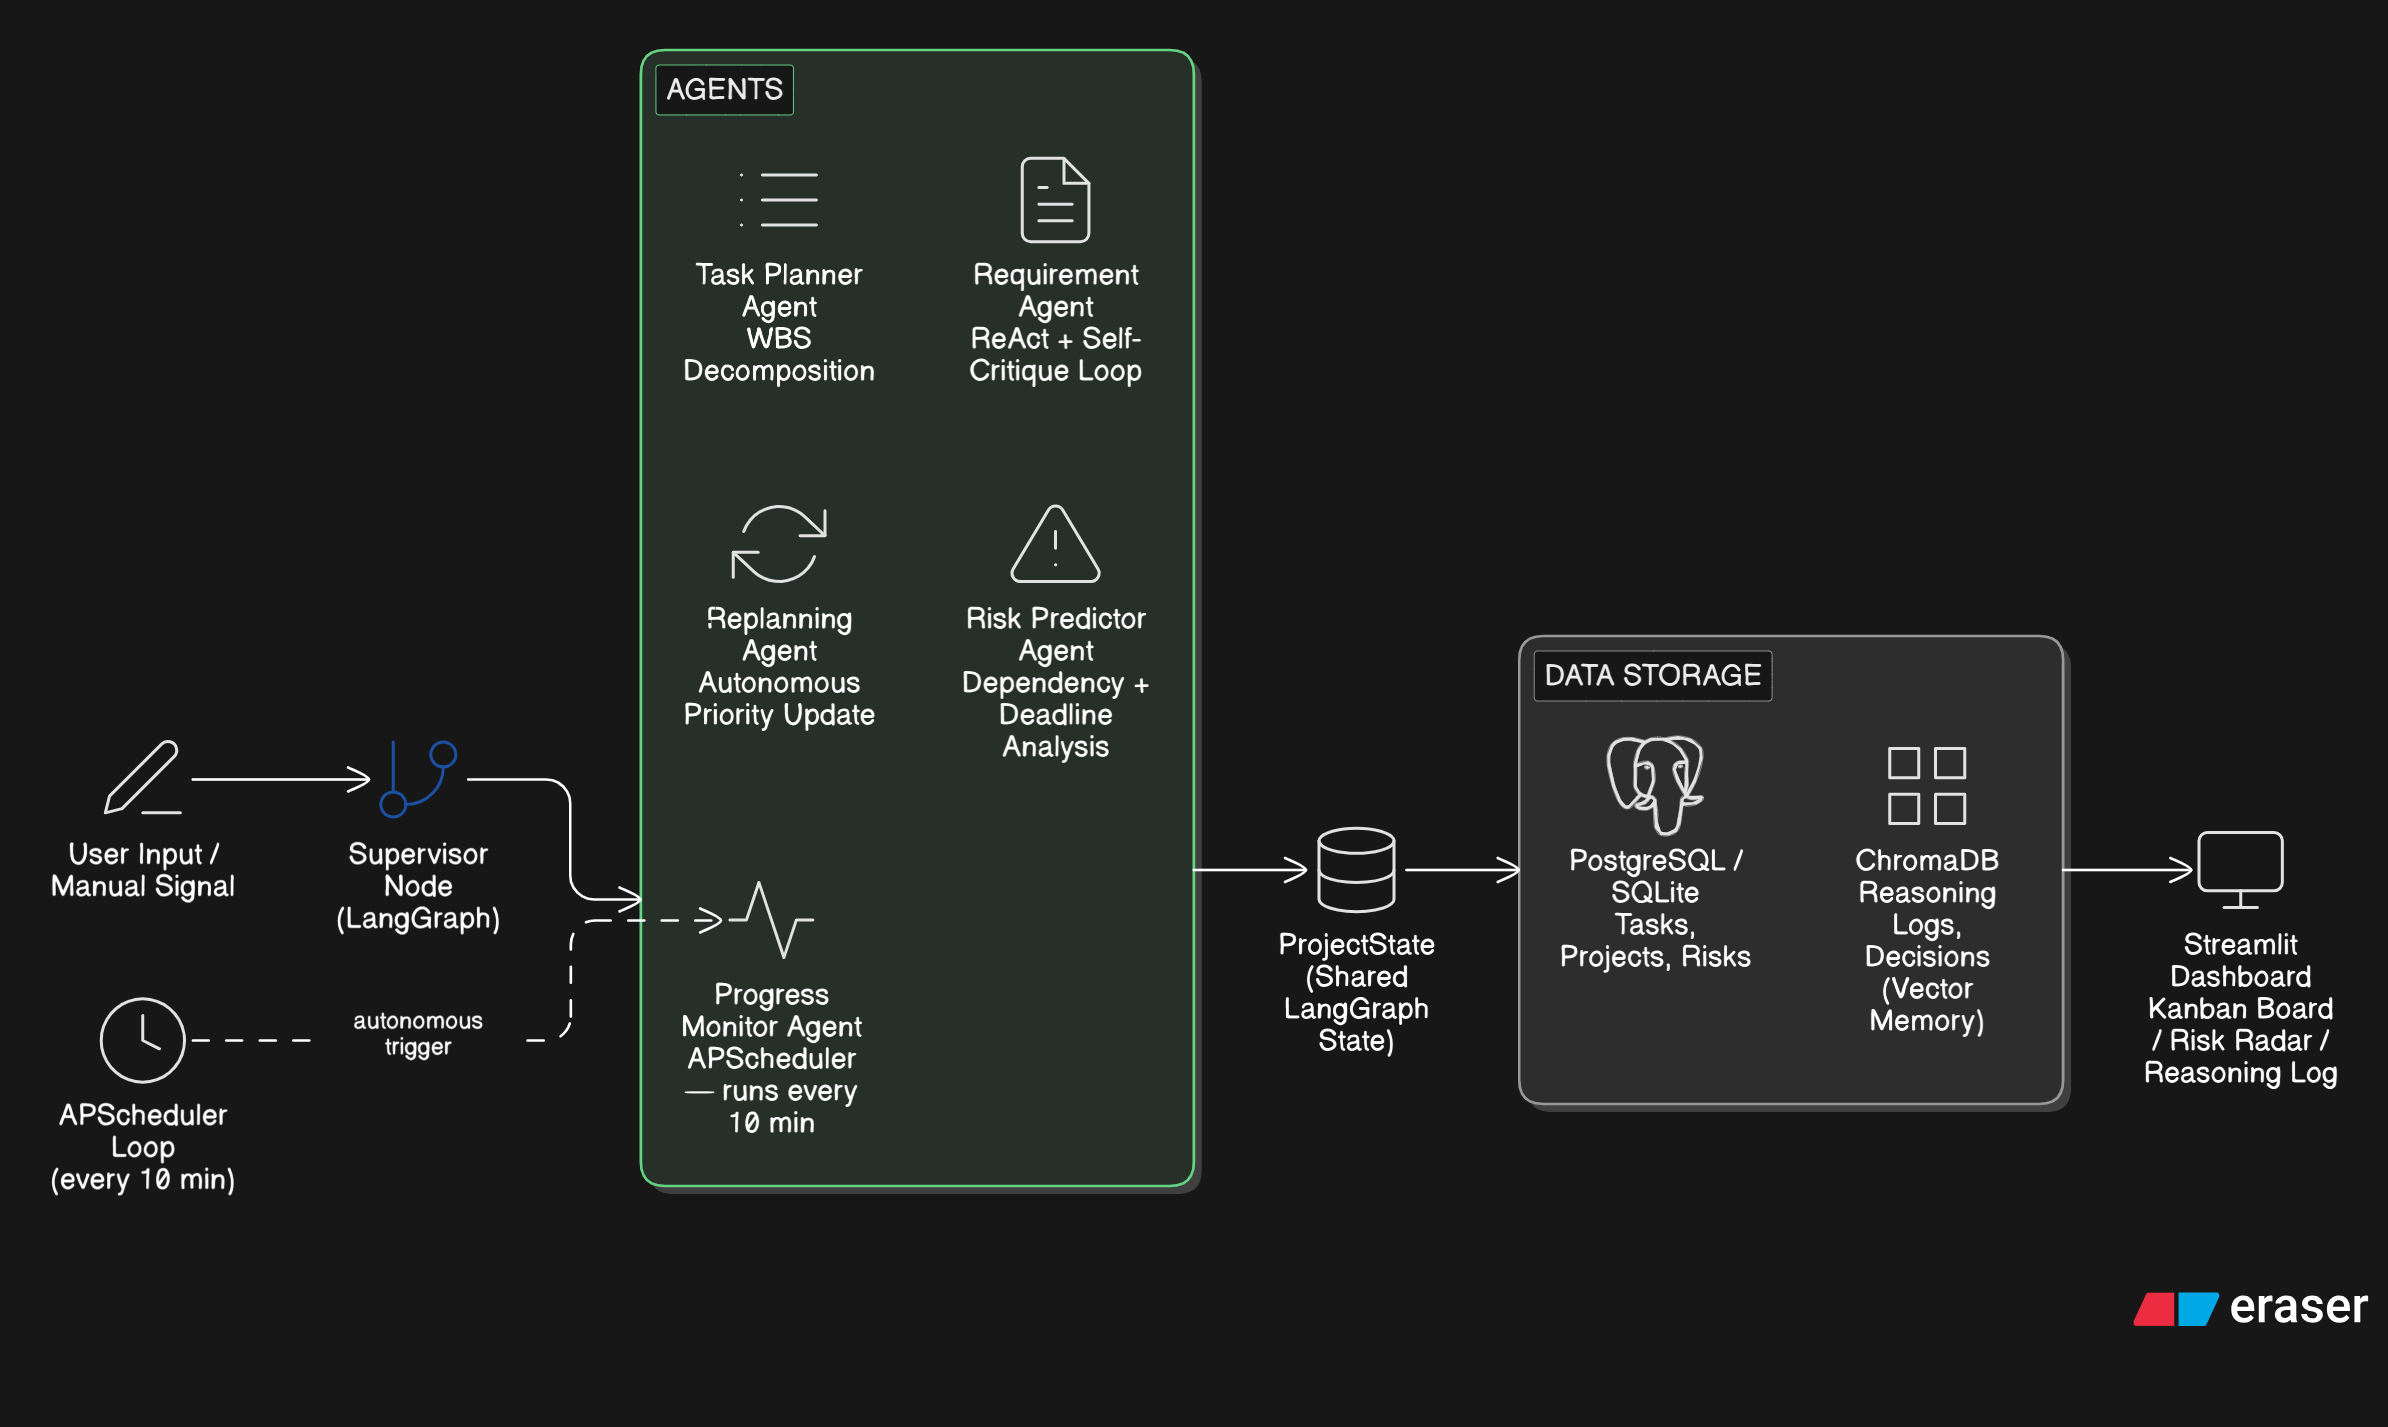 AGENTS
Task Planner
Agent
WBS
Decomposition
Requirement
Agent
ReAct + Self-
Critique Loop
Replanning
Agent
Autonomous
Priority Update
Risk Predictor
Agent
Dependency +
Deadline
Analysis
User Input /
Manual Signal
Supervisor
Node
(LangGraph)
autonomous
trigger
APScheduler
Loop
(every 10 min)
Progress
Monitor Agent
APScheduler
— runs every
10 min
ProjectState
(Shared
LangGraph
State)
DATA STORAGE
PostgreSQL /
SQLite
Tasks,
Projects, Risks
ChromaDB
Reasoning
Logs,
Decisions
(Vector
Memory)
Streamlit
Dashboard
Kanban Board
/ Risk Radar /
Reasoning Log
eraser